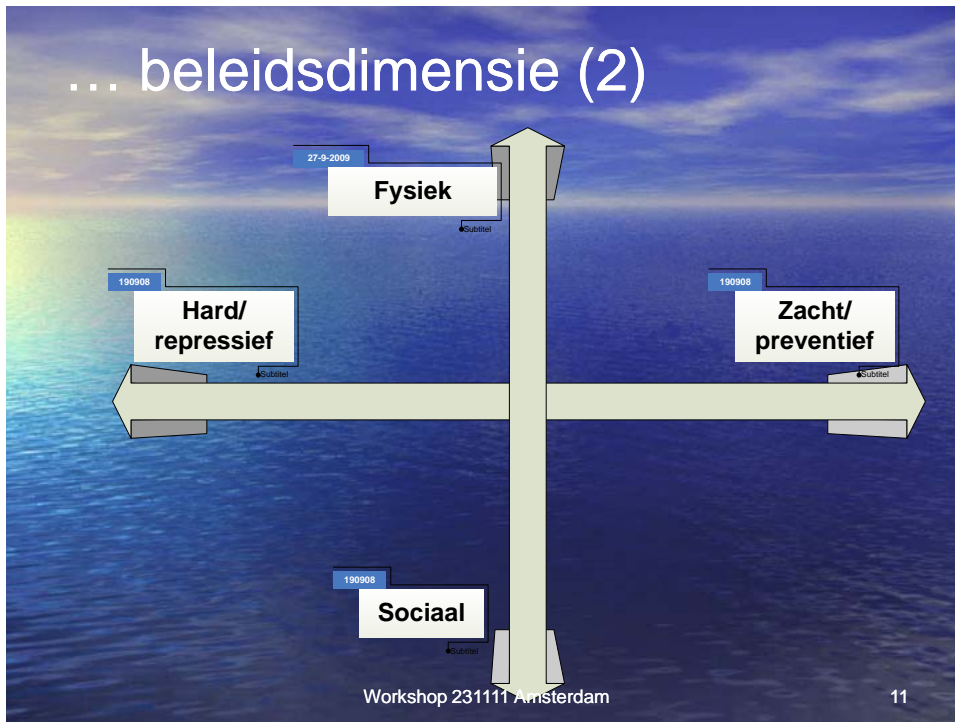 ... beleidsdimensie (2)
27-9-2009
Fysiek
Subtitel
190908
Hard/
repressief
Subtitel
190908
Zacht/
preventief
Subtitel
190908
Sociaal
Subtitel
Workshop 231111 Amsterdam
11